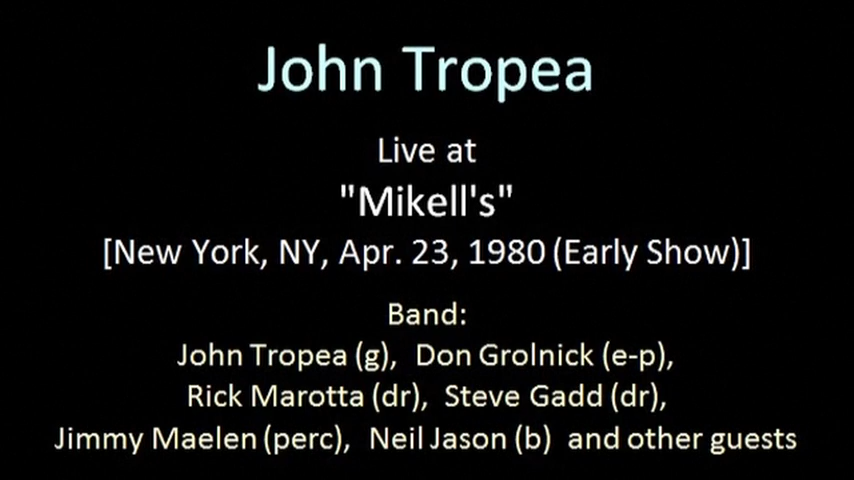 John Tropea
Live at
"Mikell's"
[New York, NY, Apr. 23, 1980 (Early Show)]
Band:
John Tropea (g),  Don Grolnick (e-p),
Rick Marotta (dr),  Steve Gadd (dr),
Jimmy Maelen (perc),  Neil Jason (b)  and other guests